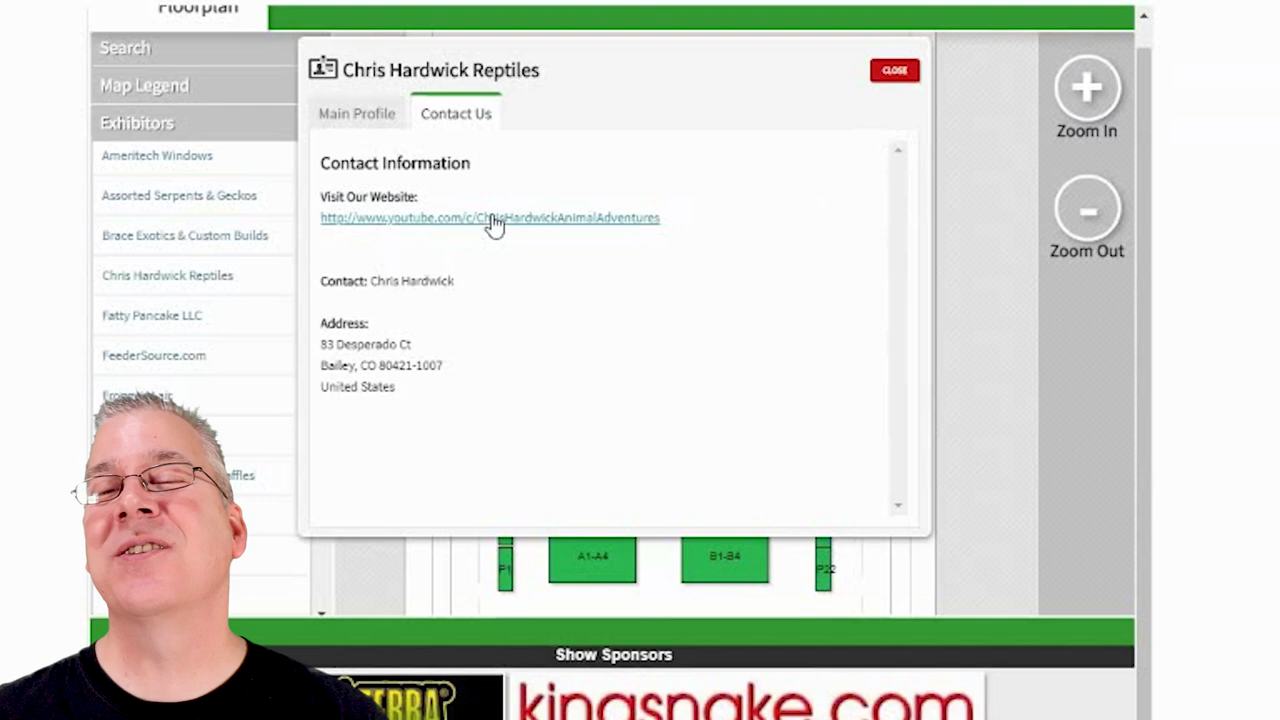 Floorplan
Search
Map Legend
Exhibitors
Ameritech Windows
Assorted Serpents & Geckos
Brace Exotics & Custom Builds
Chris Hardwick Reptiles
Fatty Pancake LLC
FeederSource.com
Chris Hardwick Reptiles
CLOSE
Main Profile
Contact Us
Contact Information
Visit Our Website:
http://www.youtube.com/c/ChrisHardwickAnimalAdventures
Contact: Chris Hardwick
Address:
83 Desperado Ct
Bailey, CO 80421-1007
United States
+
Zoom In
-
Zoom Out
P1
A1-A4
B1-B4
P22
Show Sponsors
kingsnake.com